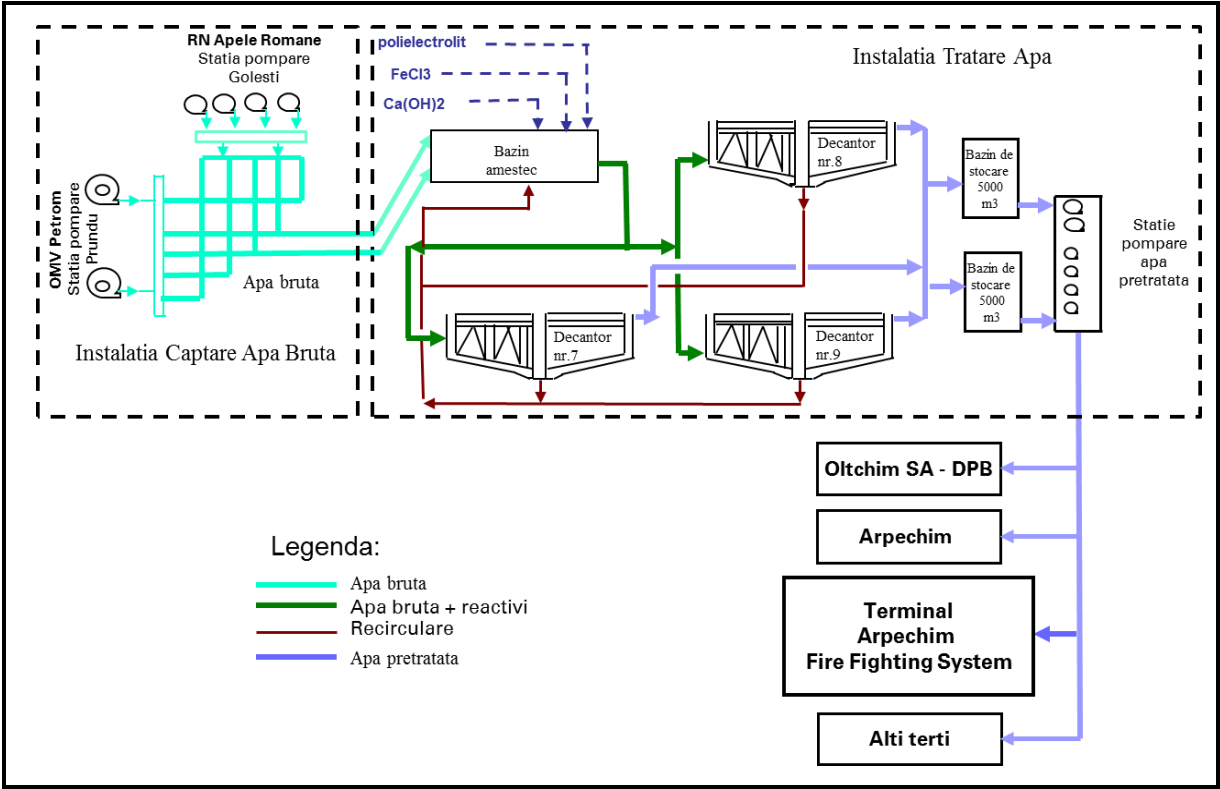 RN Apele Romane
Statia pompare
Golesti
OMV Petrom
Statia pompare
Prundu
Apa bruta
Instalatia Captare Apa Bruta
polielectrolit
FeCl3
Ca(OH)2
Instalatia Tratare Apa
Bazin
amestec
Decantor
nr.8
Decantor
nr.7
Decantor
nr.9
Bazin de
stocare
5000
m3
Bazin de
stocare
5000
m3
Statie
pompare
apa
pretratata
Oltchim SA - DPB
Arpechim
Terminal
Arpechim
Fire Fighting System
Alti terti
Legenda:
Apa bruta
Apa bruta + reactivi
Recirculare
Apa pretratata